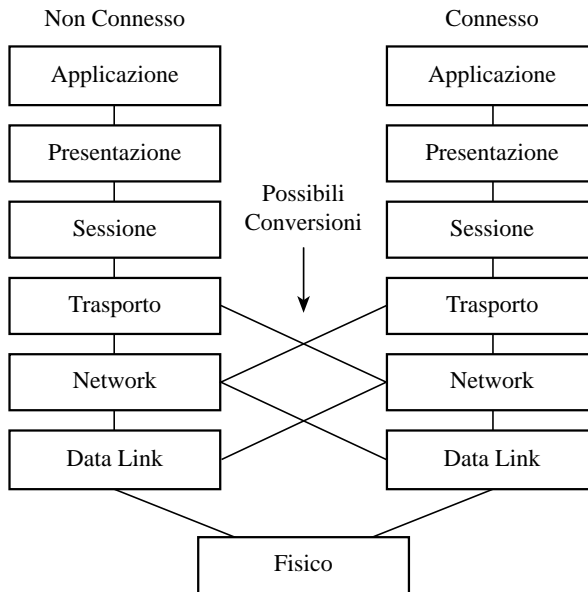 Non Connesso
Connesso
Applicazione
Applicazione
Presentazione
Presentazione
Possibili
Conversioni
Sessione
Sessione
Trasporto
Trasporto
Network
Network
Data Link
Data Link
Fisico